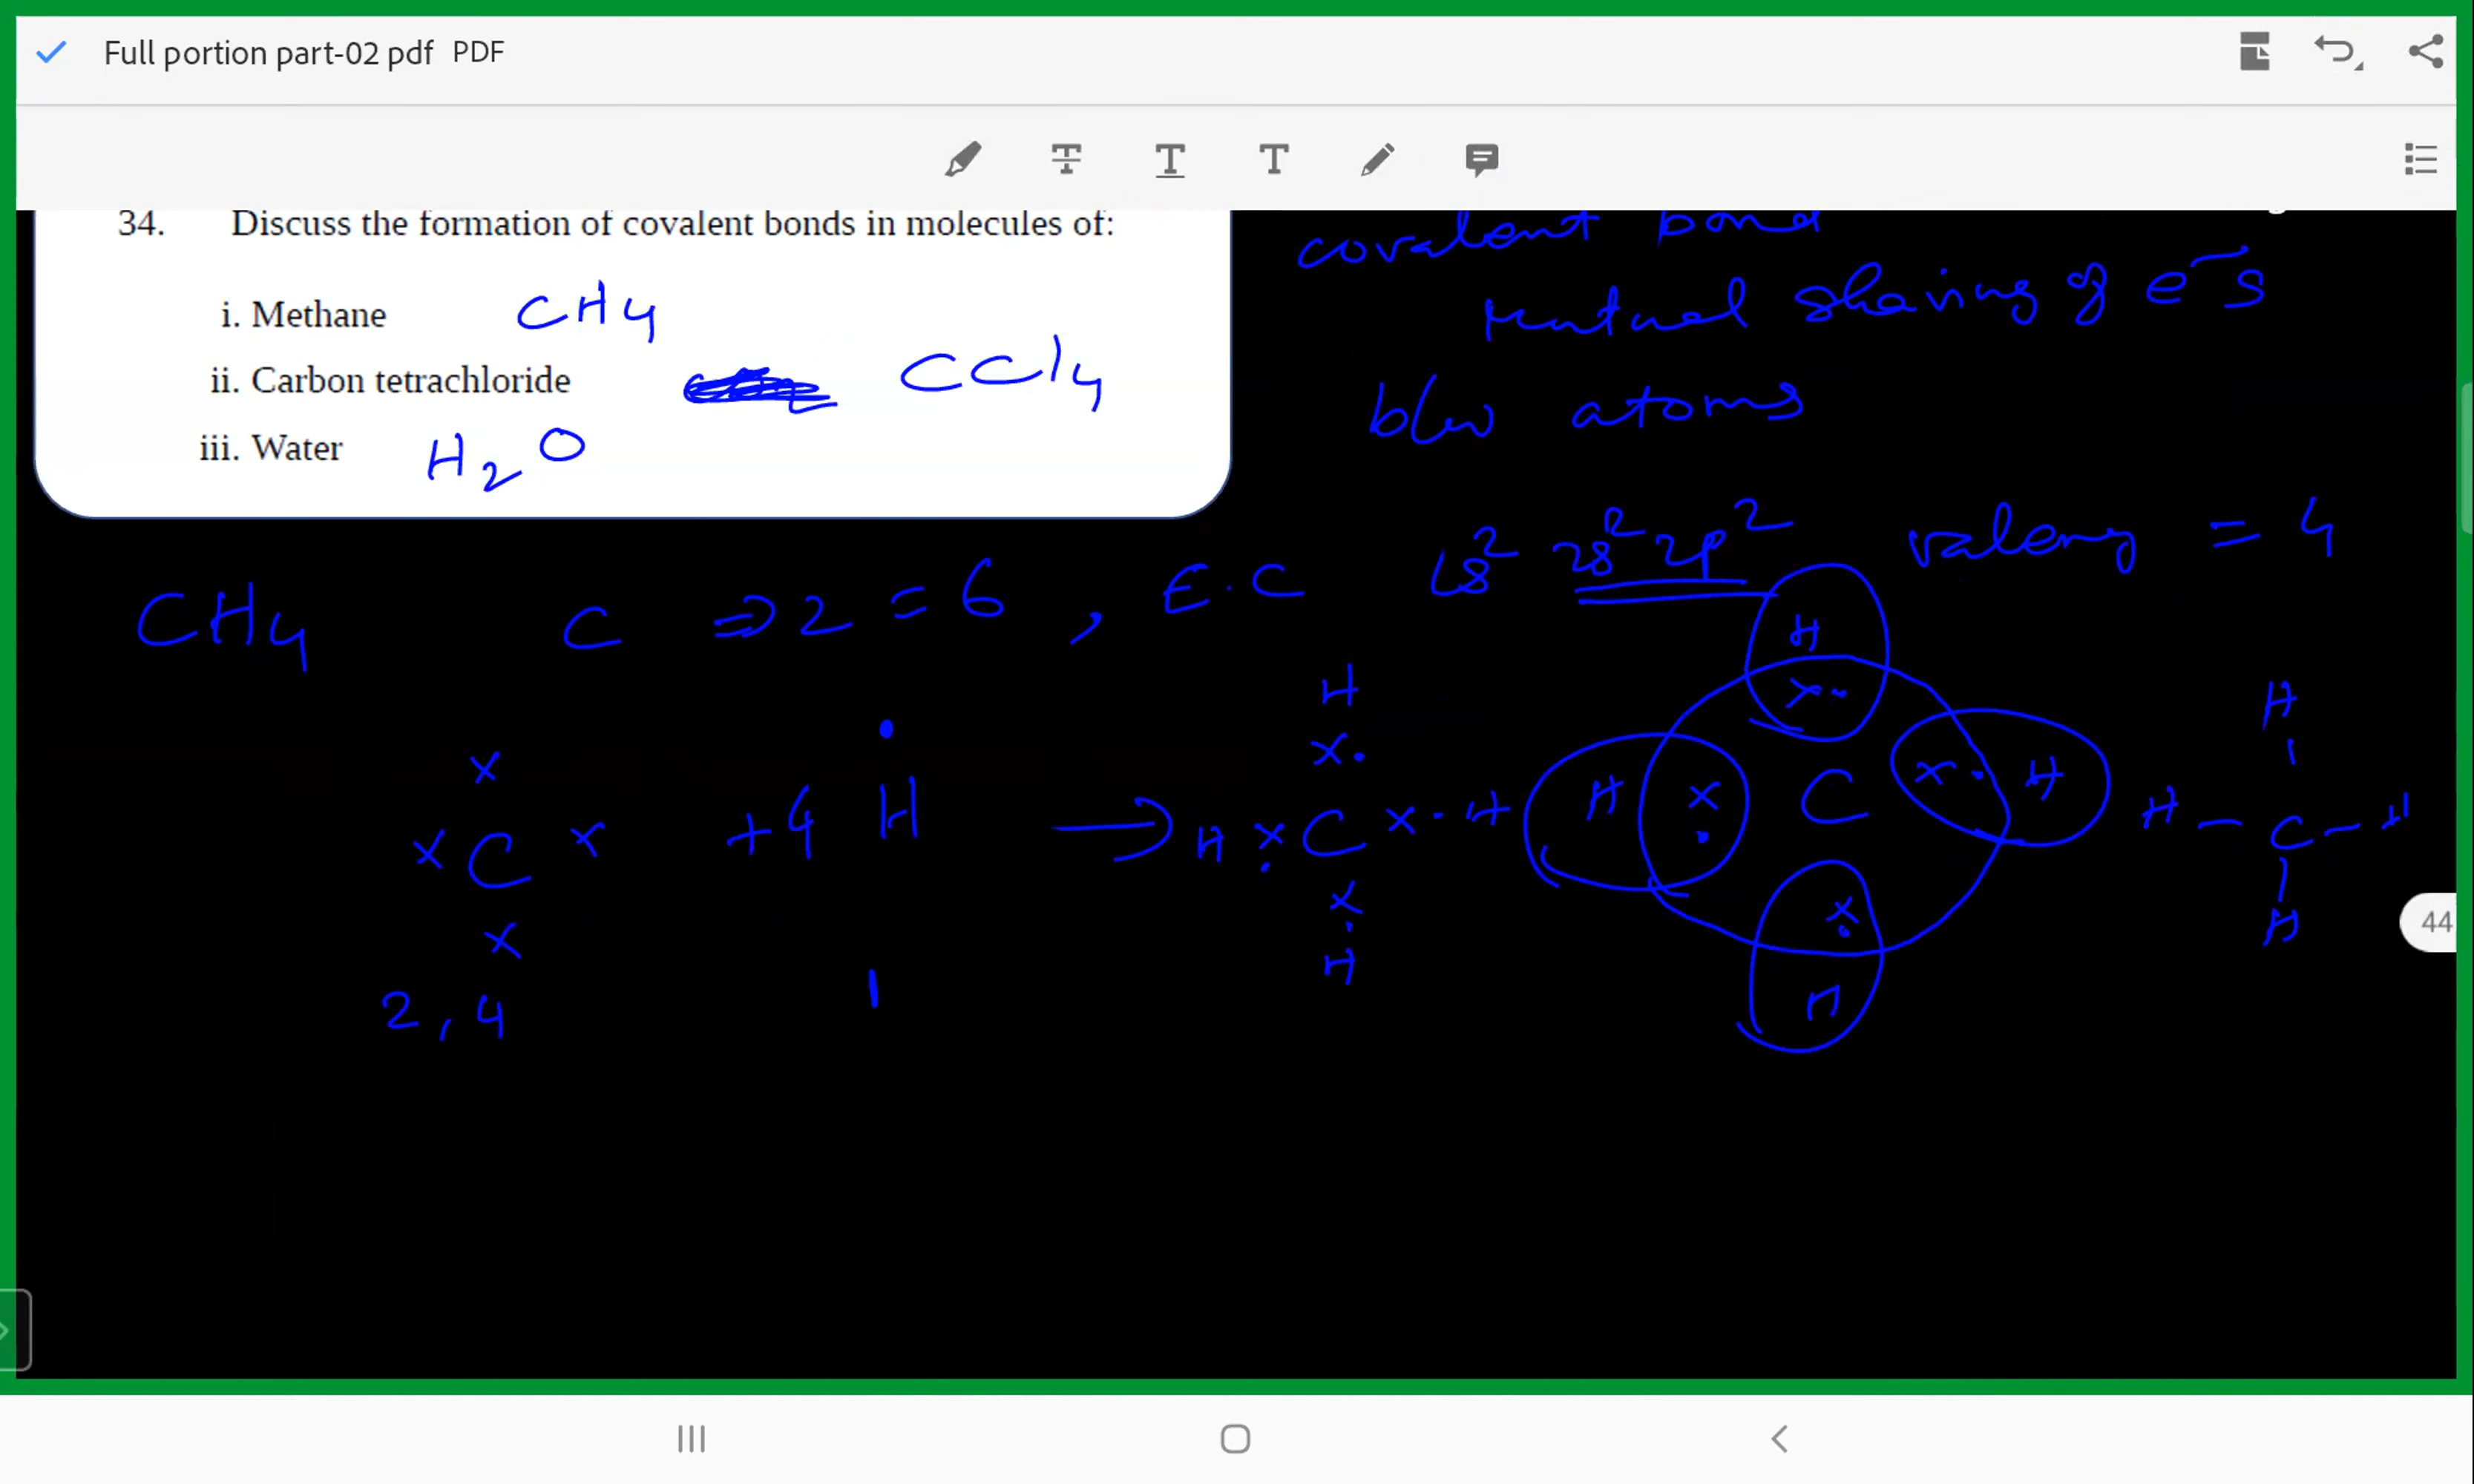 Full portion part-02 pdf PDF
34. Discuss the formation of covalent bonds in molecules of:
i. Methane CH4
ii. Carbon tetrachloride CCl4
iii. Water H2O
covalent bond
Mutual sharing of e⁻s
b/w atoms
CH4 C ⇒ Z = 6 , E.C 1s² 2s² 2p² valency = 4
H
x.
x
x C x + 4 H → H x. C x . H
x
x
.
H
2, 4 1
H
x.
H x. C x. H
x.
H
H
H - C - H
H
44